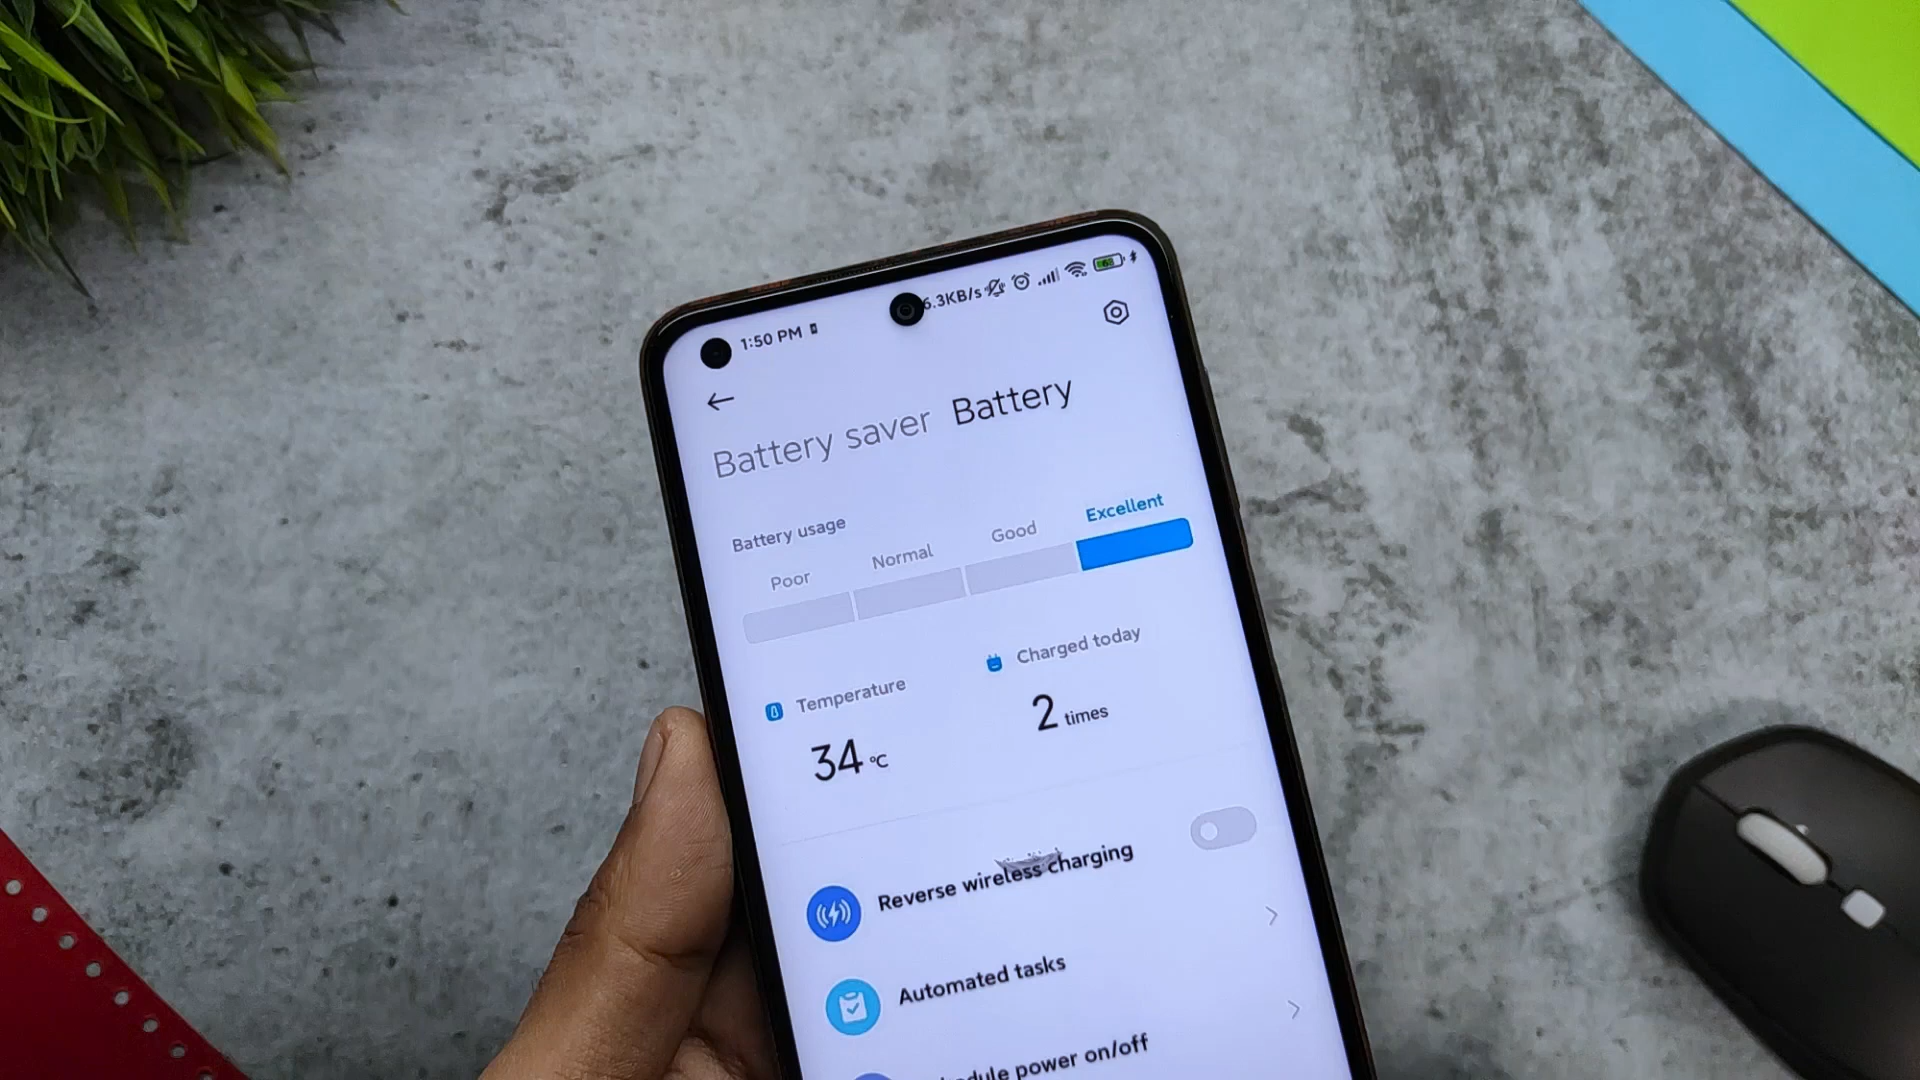 1:50 PM
6.3KB/s
Battery saver Battery
Battery usage
Poor Normal Good Excellent
Temperature
Charged today
34 °C
2 times
Reverse wireless charging
Automated tasks
dule power on/off